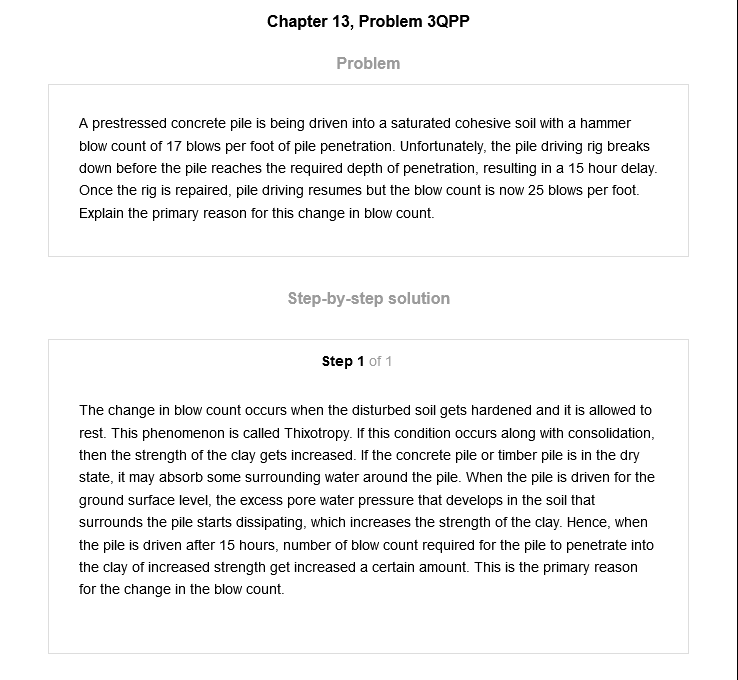 Chapter 13, Problem 3QPP
Problem
A prestressed concrete pile is being driven into a saturated cohesive soil with a hammer
blow count of 17 blows per foot of pile penetration. Unfortunately, the pile driving rig breaks
down before the pile reaches the required depth of penetration, resulting in a 15 hour delay.
Once the rig is repaired, pile driving resumes but the blow count is now 25 blows per foot.
Explain the primary reason for this change in blow count.
Step-by-step solution
Step 1 of 1
The change in blow count occurs when the disturbed soil gets hardened and it is allowed to
rest. This phenomenon is called Thixotropy. If this condition occurs along with consolidation,
then the strength of the clay gets increased. If the concrete pile or timber pile is in the dry
state, it may absorb some surrounding water around the pile. When the pile is driven for the
ground surface level, the excess pore water pressure that develops in the soil that
surrounds the pile starts dissipating, which increases the strength of the clay. Hence, when
the pile is driven after 15 hours, number of blow count required for the pile to penetrate into
the clay of increased strength get increased a certain amount. This is the primary reason
for the change in the blow count.